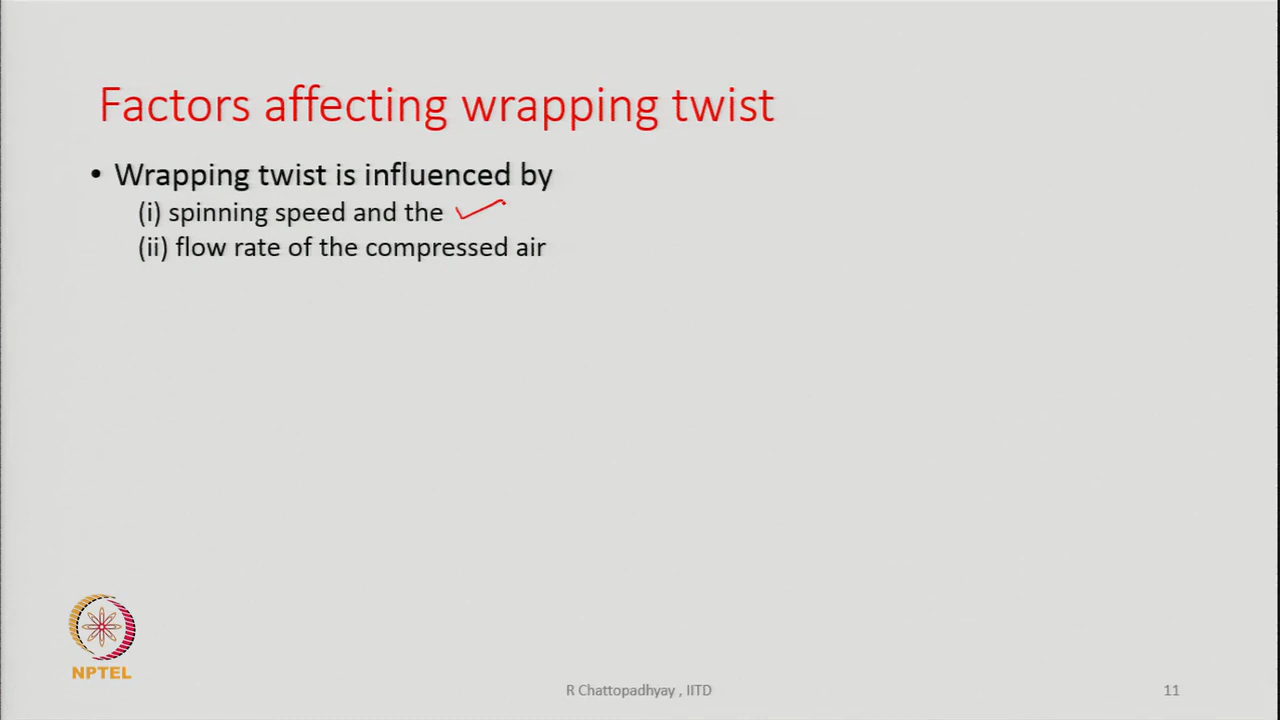 Factors affecting wrapping twist
• Wrapping twist is influenced by
(i) spinning speed and the
(ii) flow rate of the compressed air
NPTEL
R Chattopadhyay , IITD
11